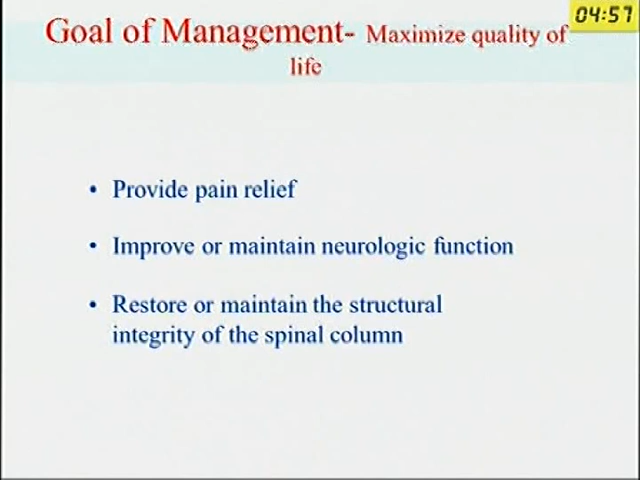 04:57
Goal of Management- Maximize quality of
life
• Provide pain relief
• Improve or maintain neurologic function
• Restore or maintain the structural
integrity of the spinal column